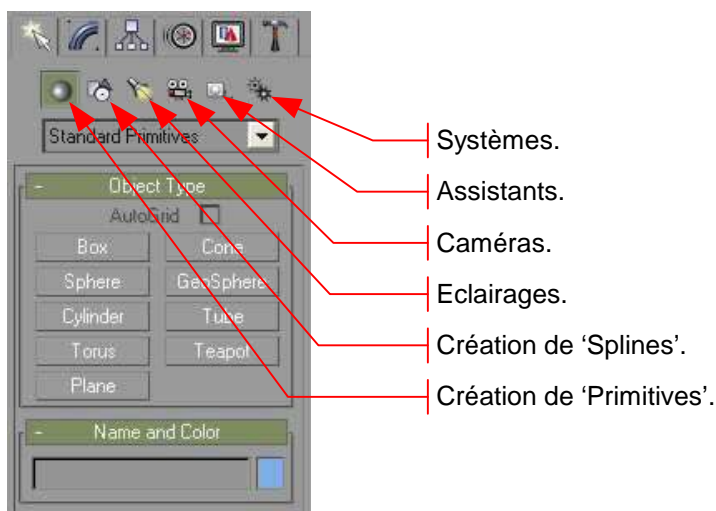 Standard Primitives
- Object Type
AutoGrid
Box Cone
Sphere GeoSphere
Cylinder Tube
Torus Teapot
Plane
- Name and Color
Systèmes.
Assistants.
Caméras.
Eclairages.
Création de ‘Splines’.
Création de ‘Primitives’.